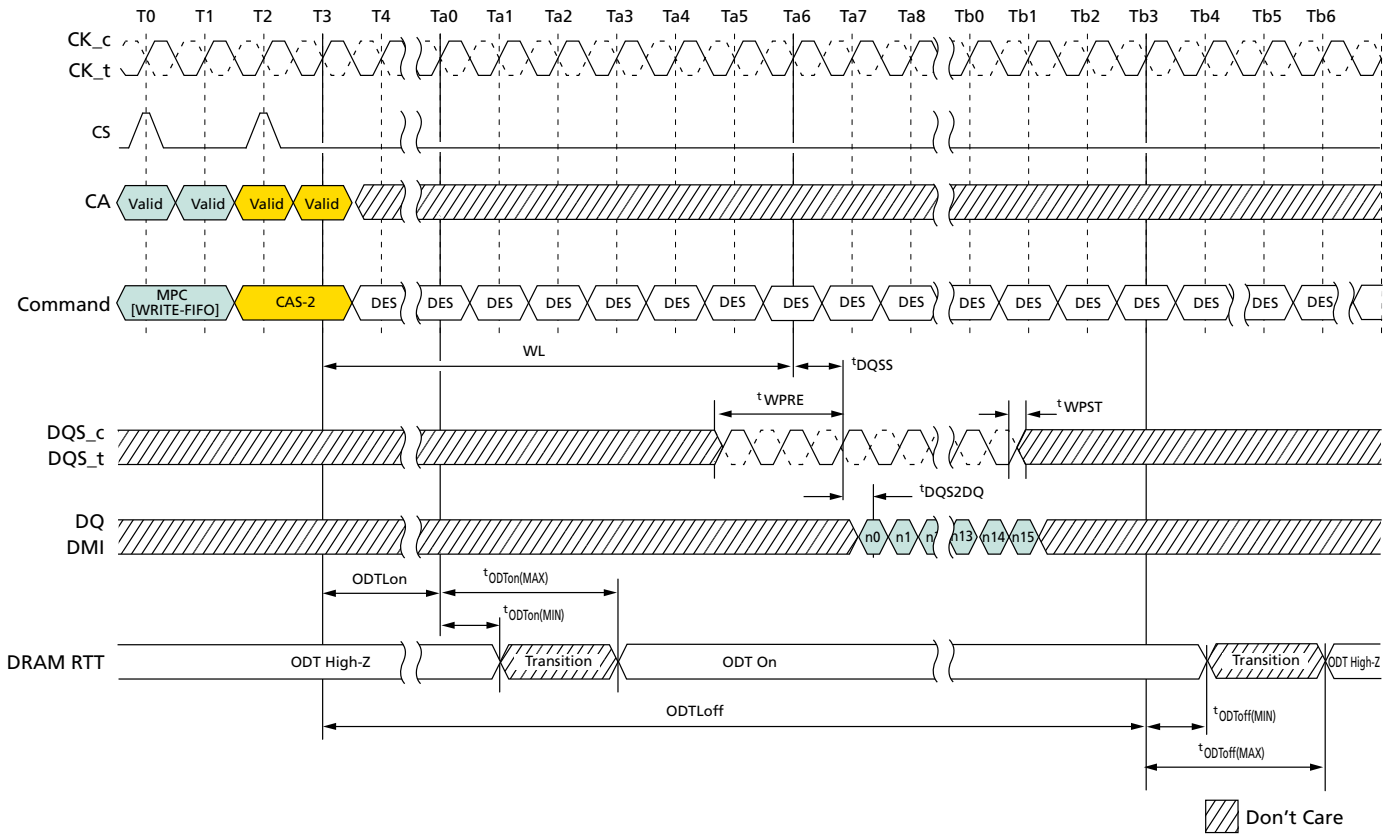 T0 T1 T2 T3 T4 Ta0 Ta1 Ta2 Ta3 Ta4 Ta5 Ta6 Ta7 Ta8 Tb0 Tb1 Tb2 Tb3 Tb4 Tb5 Tb6
CK_c
CK_t
CS
CA Valid Valid Valid Valid
Command MPC [WRITE-FIFO] CAS-2 DES DES DES DES DES DES DES DES DES DES DES DES DES DES DES DES DES
WL
tDQSS
tWPRE
tWPST
DQS_c
DQS_t
tDQS2DQ
DQ
DMI
n0 n1 n13 n14 n15
ODTLon
tODTon(MAX)
tODTon(MIN)
DRAM RTT ODT High-Z Transition ODT On Transition ODT High-Z
ODTLoff
tODToff(MIN)
tODToff(MAX)
Don't Care